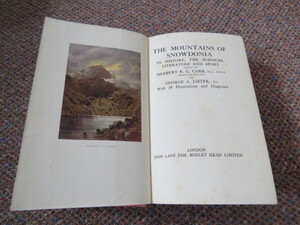 THE MOUNTAINS OF
SNOWDONIA
IN HISTORY, THE SCIENCES,
LITERATURE AND SPORT
HERBERT R. C. CARR,
GEORGE A. LISTER,
With 28 Illustrations and Diagrams
LONDON
JOHN LANE THE BODLEY HEAD LIMITED